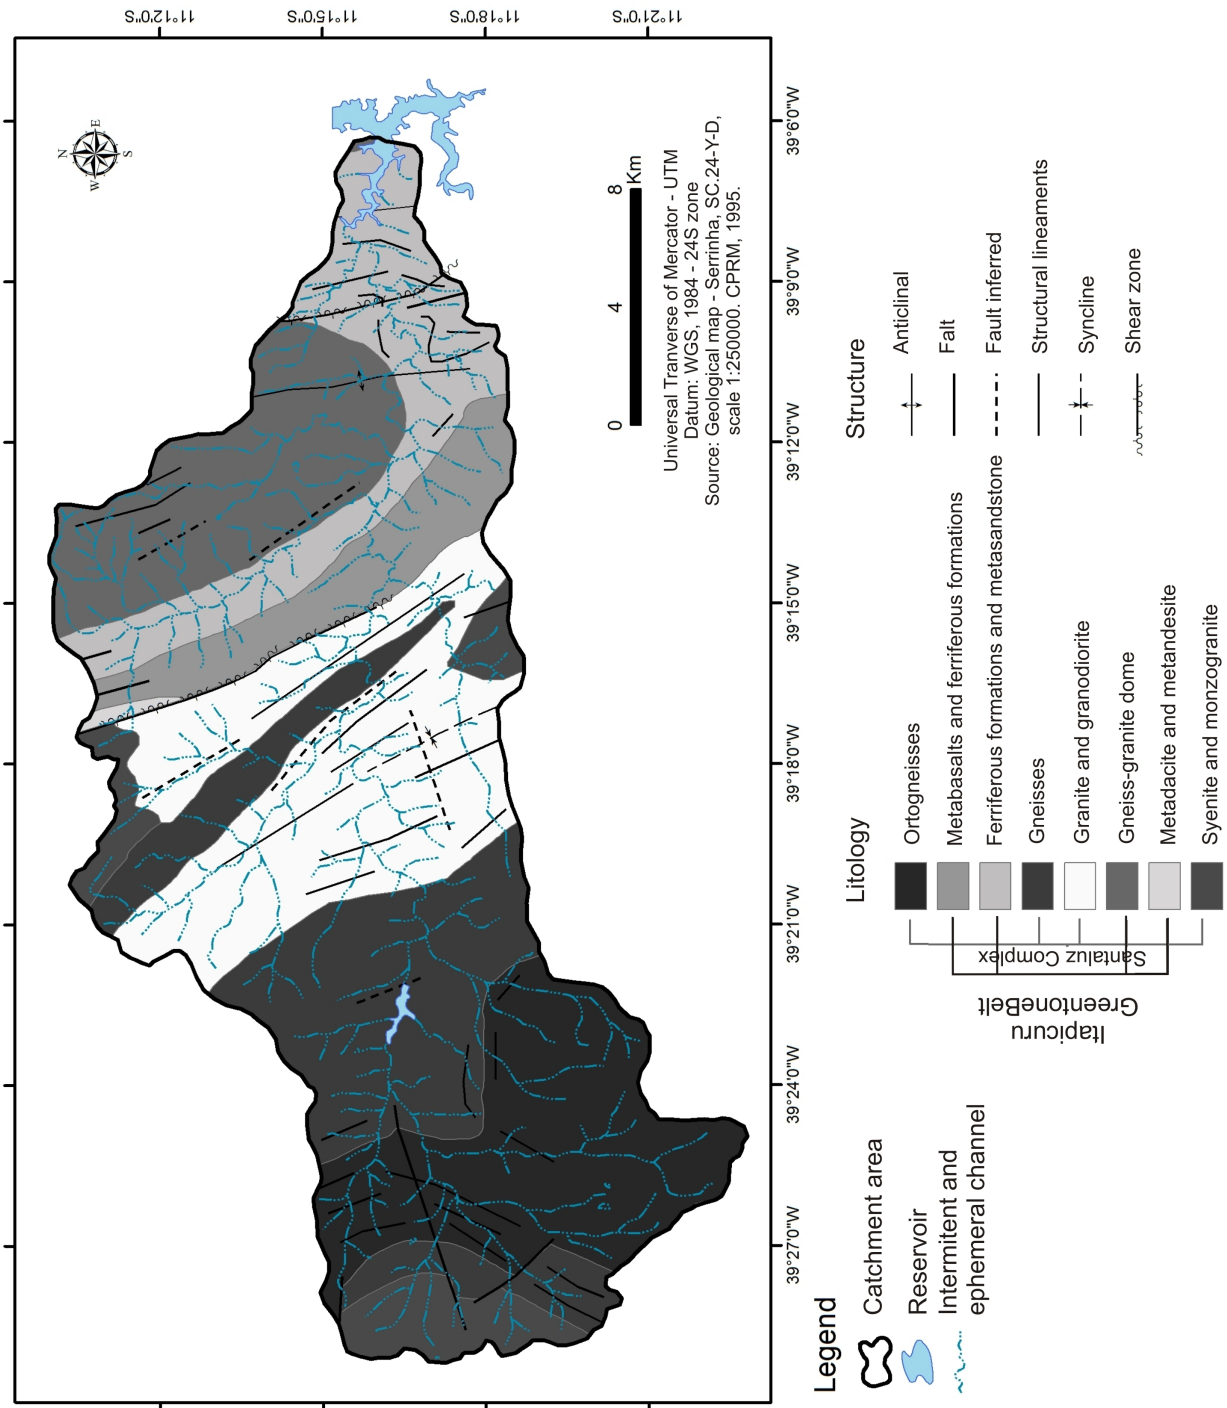 11°12'0"S
11°15'0"S
11°18'0"S
11°21'0"S
N
W
E
S
0 4 8
Km
Universal Tranverse of Mercator - UTM
Datum: WGS, 1984 - 24S zone
Source: Geological map - Serrinha, SC.24-Y-D,
scale 1:250000. CPRM, 1995.
39°27'0"W
39°24'0"W
39°21'0"W
39°18'0"W
39°15'0"W
39°12'0"W
39°9'0"W
39°6'0"W
Legend
Catchment area
Reservoir
Intermitent and
ephemeral channel
Itapicuru
GreentoneBelt
Santaluz Complex
Litology
Ortogneisses
Metabasalts and ferriferous formations
Ferriferous formations and metasandstone
Gneisses
Granite and granodiorite
Gneiss-granite dome
Metadacite and metandesite
Syenite and monzogranite
Structure
Anticlinal
Falt
Fault inferred
Structural lineaments
Syncline
Shear zone